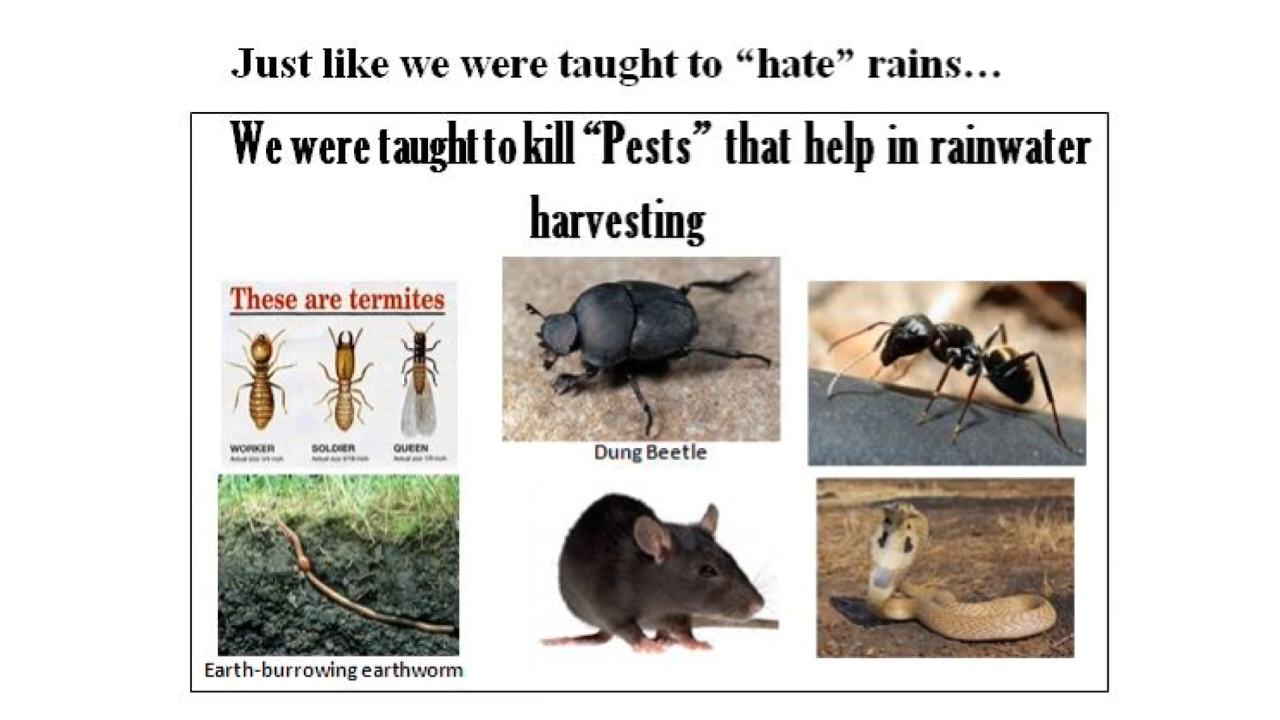 Just like we were taught to “hate” rains...
We were taught to kill “Pests” that help in rainwater
harvesting
These are termites
WORKER SOLDIER QUEEN
Dung Beetle
Earth-burrowing earthworm